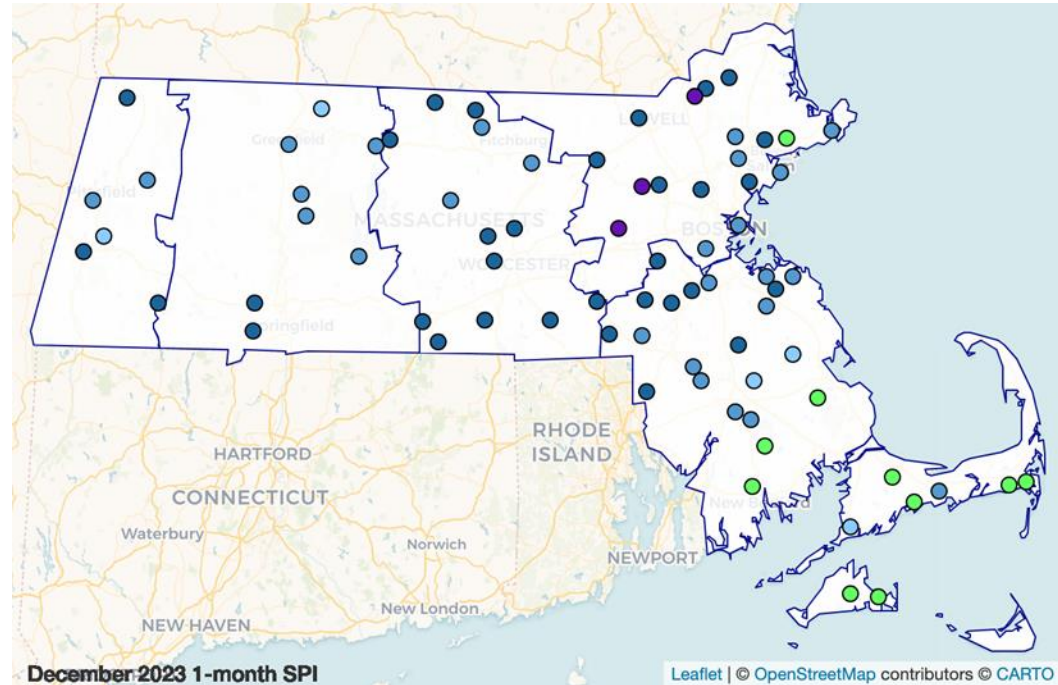 Greenfield
LOWELL
Fitchburg
Pittsfield
MASSACHUSETTS
BOSTON
WORCESTER
Springfield
RHODE
ISLAND
HARTFORD
CONNECTICUT
New Bedford
Waterbury
Norwich
NEWPORT
New London
NEW HAVEN
December 2023 1-month SPI
Leaflet | © OpenStreetMap contributors © CARTO